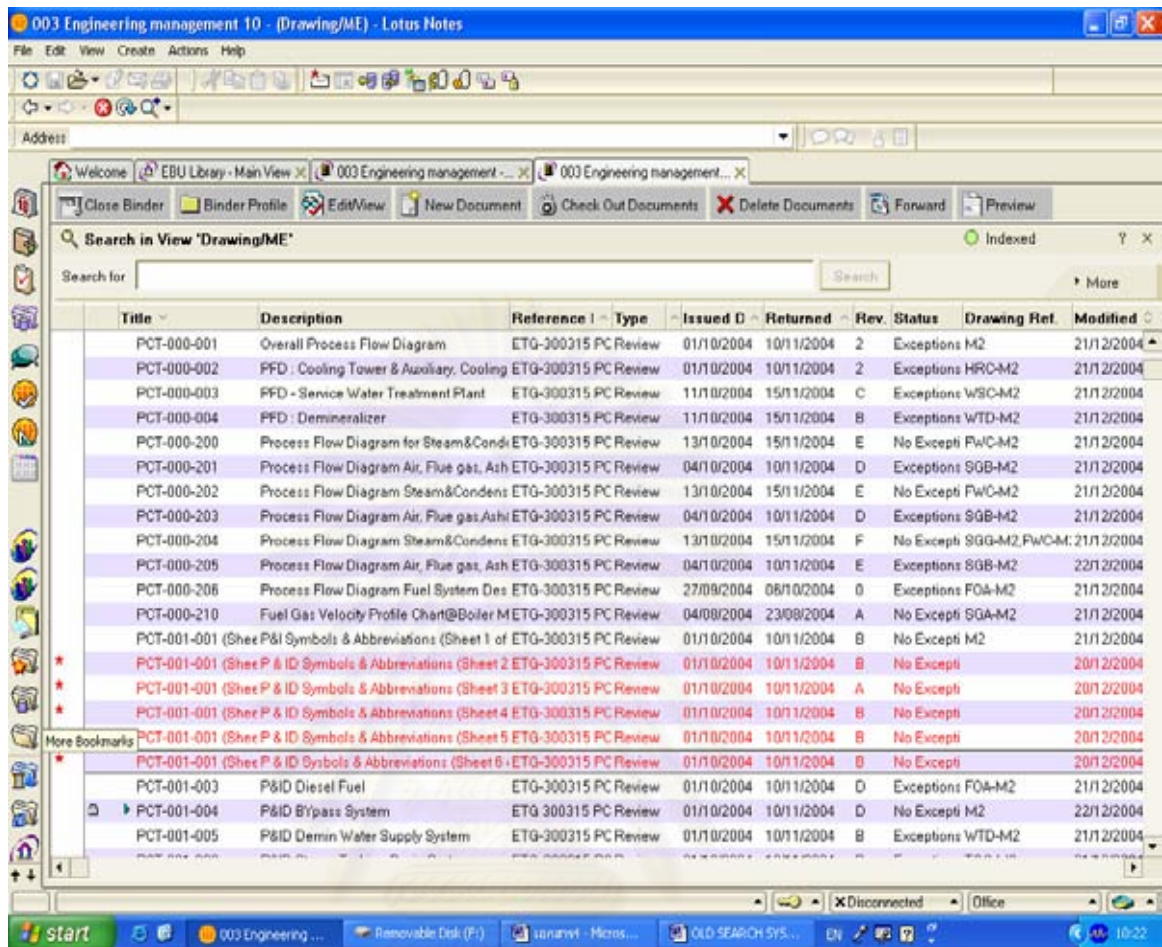 003 Engineering management 10 - (Drawing/ME) - Lotus Notes
File Edit View Create Actions Help
Address
Welcome EBU Library - Main View 003 Engineering management -... 003 Engineering management...
Close Binder Binder Profile Edit/View New Document Check Out Documents Delete Documents Forward Preview
Search in View 'Drawing/ME' Indexed ? X
Search for Search More
Title Description Reference I Type Issued D Returned Rev. Status Drawing Ref. Modified
PCT-000-001 Overall Process Flow Diagram ETG-300315 PC Review 01/10/2004 10/11/2004 2 Exceptions M2 21/12/2004
PCT-000-002 PFD : Cooling Tower & Auxiliary, Cooling ETG-300315 PC Review 01/10/2004 10/11/2004 2 Exceptions HRC-M2 21/12/2004
PCT-000-003 PFD - Service Water Treatment Plant ETG-300315 PC Review 11/10/2004 15/11/2004 C Exceptions WSC-M2 21/12/2004
PCT-000-004 PFD : Demineralizer ETG-300315 PC Review 11/10/2004 15/11/2004 B Exceptions WTD-M2 21/12/2004
PCT-000-200 Process Flow Diagram for Steam&Conde ETG-300315 PC Review 13/10/2004 15/11/2004 E No Excepti FWC-M2 21/12/2004
PCT-000-201 Process Flow Diagram Air, Flue gas, Ash ETG-300315 PC Review 04/10/2004 10/11/2004 D Exceptions SGB-M2 21/12/2004
PCT-000-202 Process Flow Diagram Steam&Condens ETG-300315 PC Review 13/10/2004 15/11/2004 E No Excepti FWC-M2 21/12/2004
PCT-000-203 Process Flow Diagram Air, Flue gas,Ash ETG-300315 PC Review 04/10/2004 10/11/2004 D Exceptions SGB-M2 21/12/2004
PCT-000-204 Process Flow Diagram Steam&Condens ETG-300315 PC Review 13/10/2004 15/11/2004 F No Excepti SGG-M2,FWC-M: 21/12/2004
PCT-000-205 Process Flow Diagram Air, Flue gas, Ash ETG-300315 PC Review 04/10/2004 10/11/2004 E Exceptions SGB-M2 22/12/2004
PCT-000-206 Process Flow Diagram Fuel System Des ETG-300315 PC Review 27/09/2004 06/10/2004 0 Exceptions FOA-M2 21/12/2004
PCT-000-210 Fuel Gas Velocity Profile Chart@Boiler M ETG-300315 PC Review 04/08/2004 23/08/2004 A No Excepti SGA-M2 21/12/2004
PCT-001-001 (Shee P&I Symbols & Abbreviations (Sheet 1 of ETG-300315 PC Review 01/10/2004 10/11/2004 B No Excepti M2 21/12/2004
PCT-001-001 (Shee P & ID Symbols & Abbreviations (Sheet 2 ETG-300315 PC Review 01/10/2004 10/11/2004 B No Excepti 20/12/2004
PCT-001-001 (Shee P & ID Symbols & Abbreviations (Sheet 3 ETG-300315 PC Review 01/10/2004 10/11/2004 A No Excepti 20/12/2004
PCT-001-001 (Shee P & ID Symbols & Abbreviations (Sheet 4 ETG-300315 PC Review 01/10/2004 10/11/2004 B No Excepti 20/12/2004
More Bookmarks PCT-001-001 (Shee P & ID Symbols & Abbreviations (Sheet 5 ETG-300315 PC Review 01/10/2004 10/11/2004 B No Excepti 20/12/2004
PCT-001-001 (Shee P & ID Sysbols & Abbreviations (Sheet 6 ETG-300315 PC Review 01/10/2004 10/11/2004 B No Excepti 20/12/2004
PCT-001-003 P&ID Diesel Fuel ETG-300315 PC Review 01/10/2004 10/11/2004 D Exceptions FOA-M2 21/12/2004
PCT-001-004 P&ID BYpass System ETG 300315 PC Review 01/10/2004 10/11/2004 D No Excepti M2 22/12/2004
PCT-001-005 P&ID Demin Water Supply System ETG-300315 PC Review 01/10/2004 10/11/2004 B Exceptions WTD-M2 21/12/2004
Disconnected Office
start 003 Engineering ... Removable Disk (F:) - Micros... OLD SEARCH SYS... EN 10:22